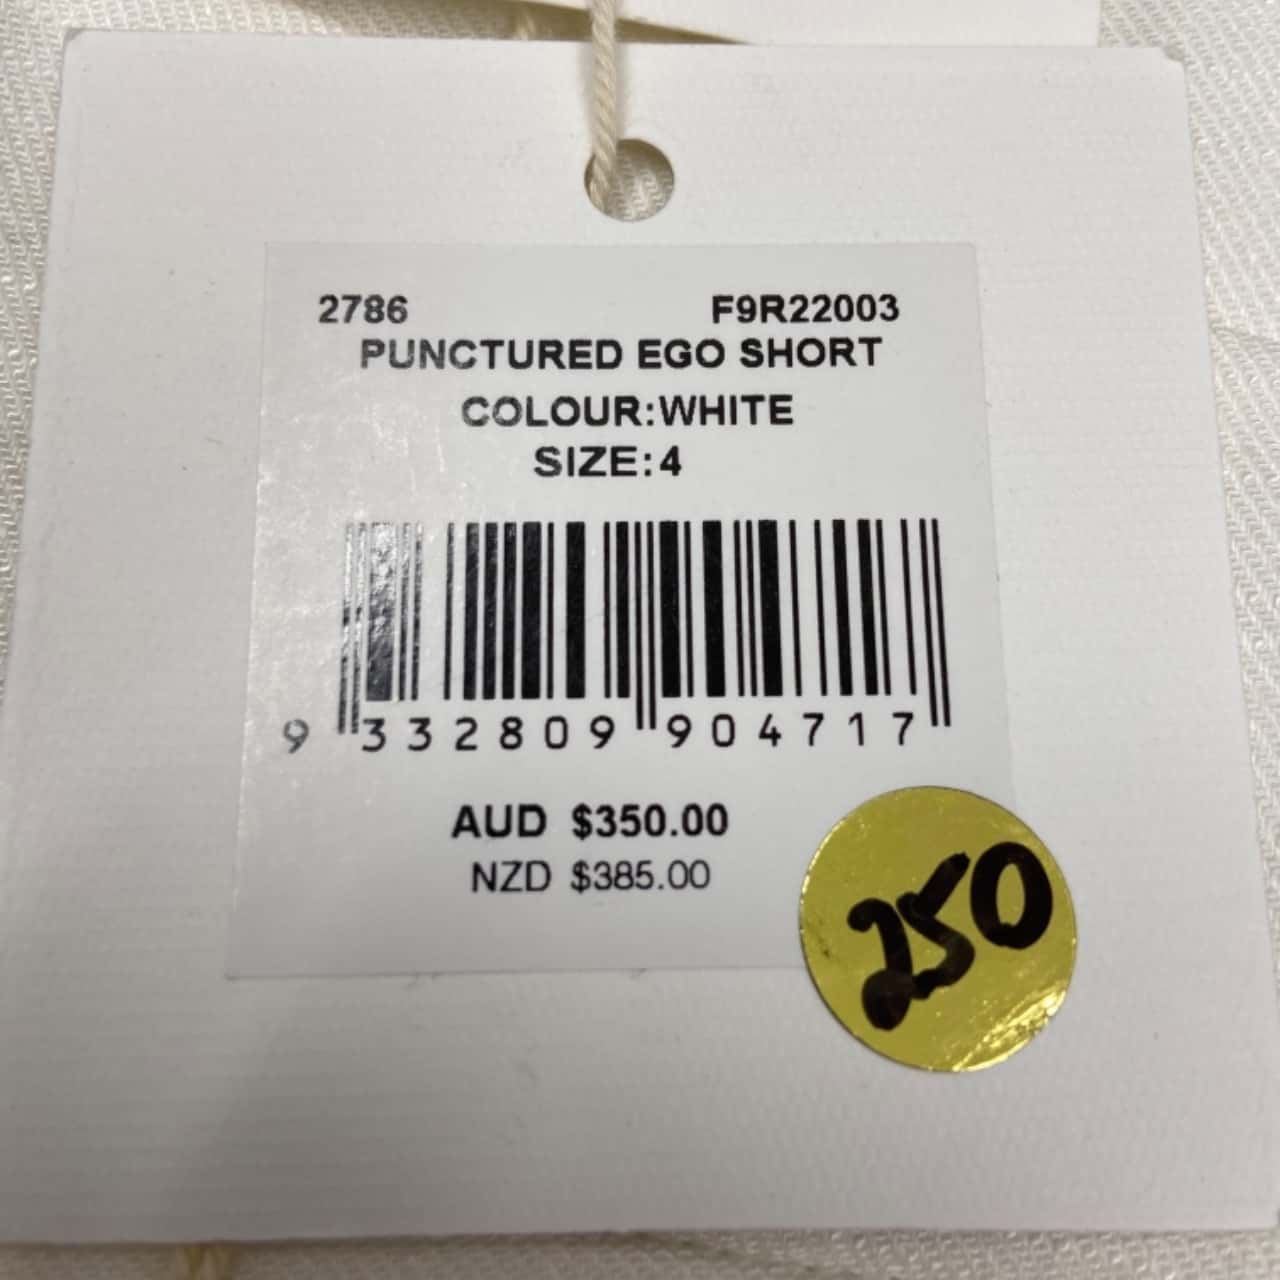 2786 F9R22003
PUNCTURED EGO SHORT
COLOUR:WHITE
SIZE:4
9 332809 904717
AUD $350.00
NZD $385.00
250